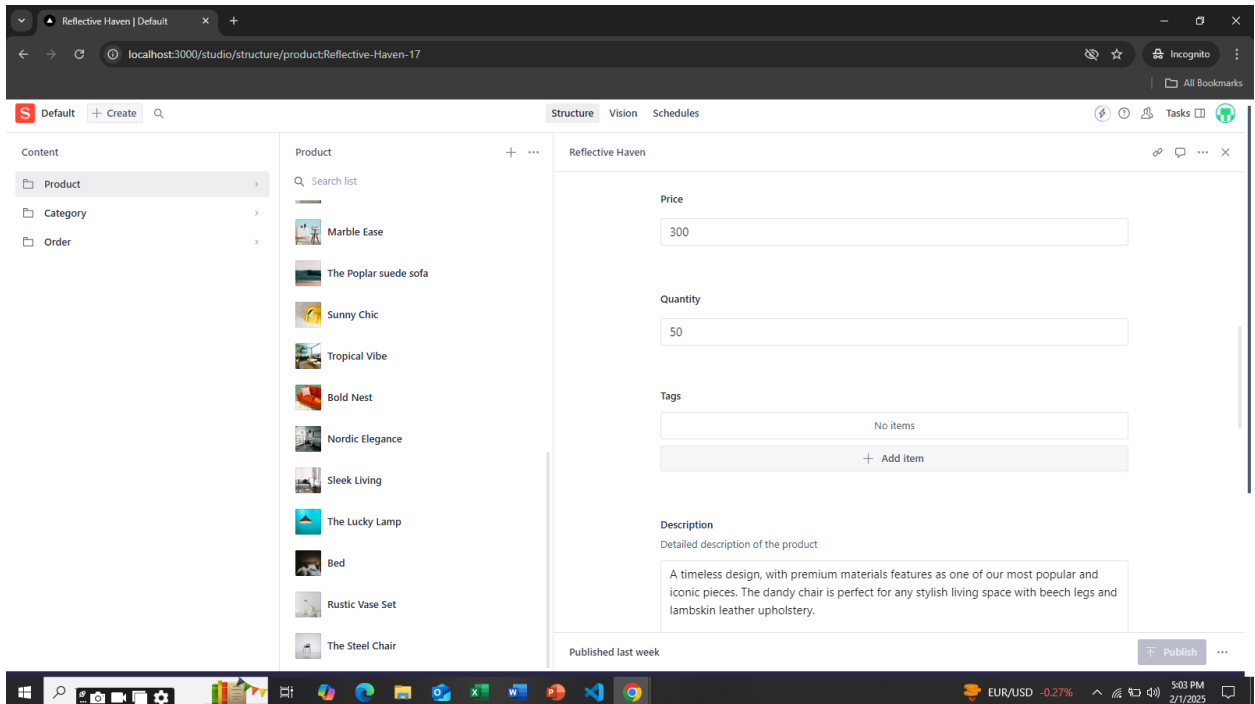 Reflective Haven | Default
localhost:3000/studio/structure/product;Reflective-Haven-17
Incognito
All Bookmarks
S Default + Create
Structure Vision Schedules
Tasks
Content
Product
Category
Order
Product
Search list
Marble Ease
The Poplar suede sofa
Sunny Chic
Tropical Vibe
Bold Nest
Nordic Elegance
Sleek Living
The Lucky Lamp
Bed
Rustic Vase Set
The Steel Chair
Reflective Haven
Price
300
Quantity
50
Tags
No items
+ Add item
Description
Detailed description of the product
A timeless design, with premium materials features as one of our most popular and
iconic pieces. The dandy chair is perfect for any stylish living space with beech legs and
lambskin leather upholstery.
Published last week
Publish
EUR/USD -0.27%
5:03 PM
2/1/2025